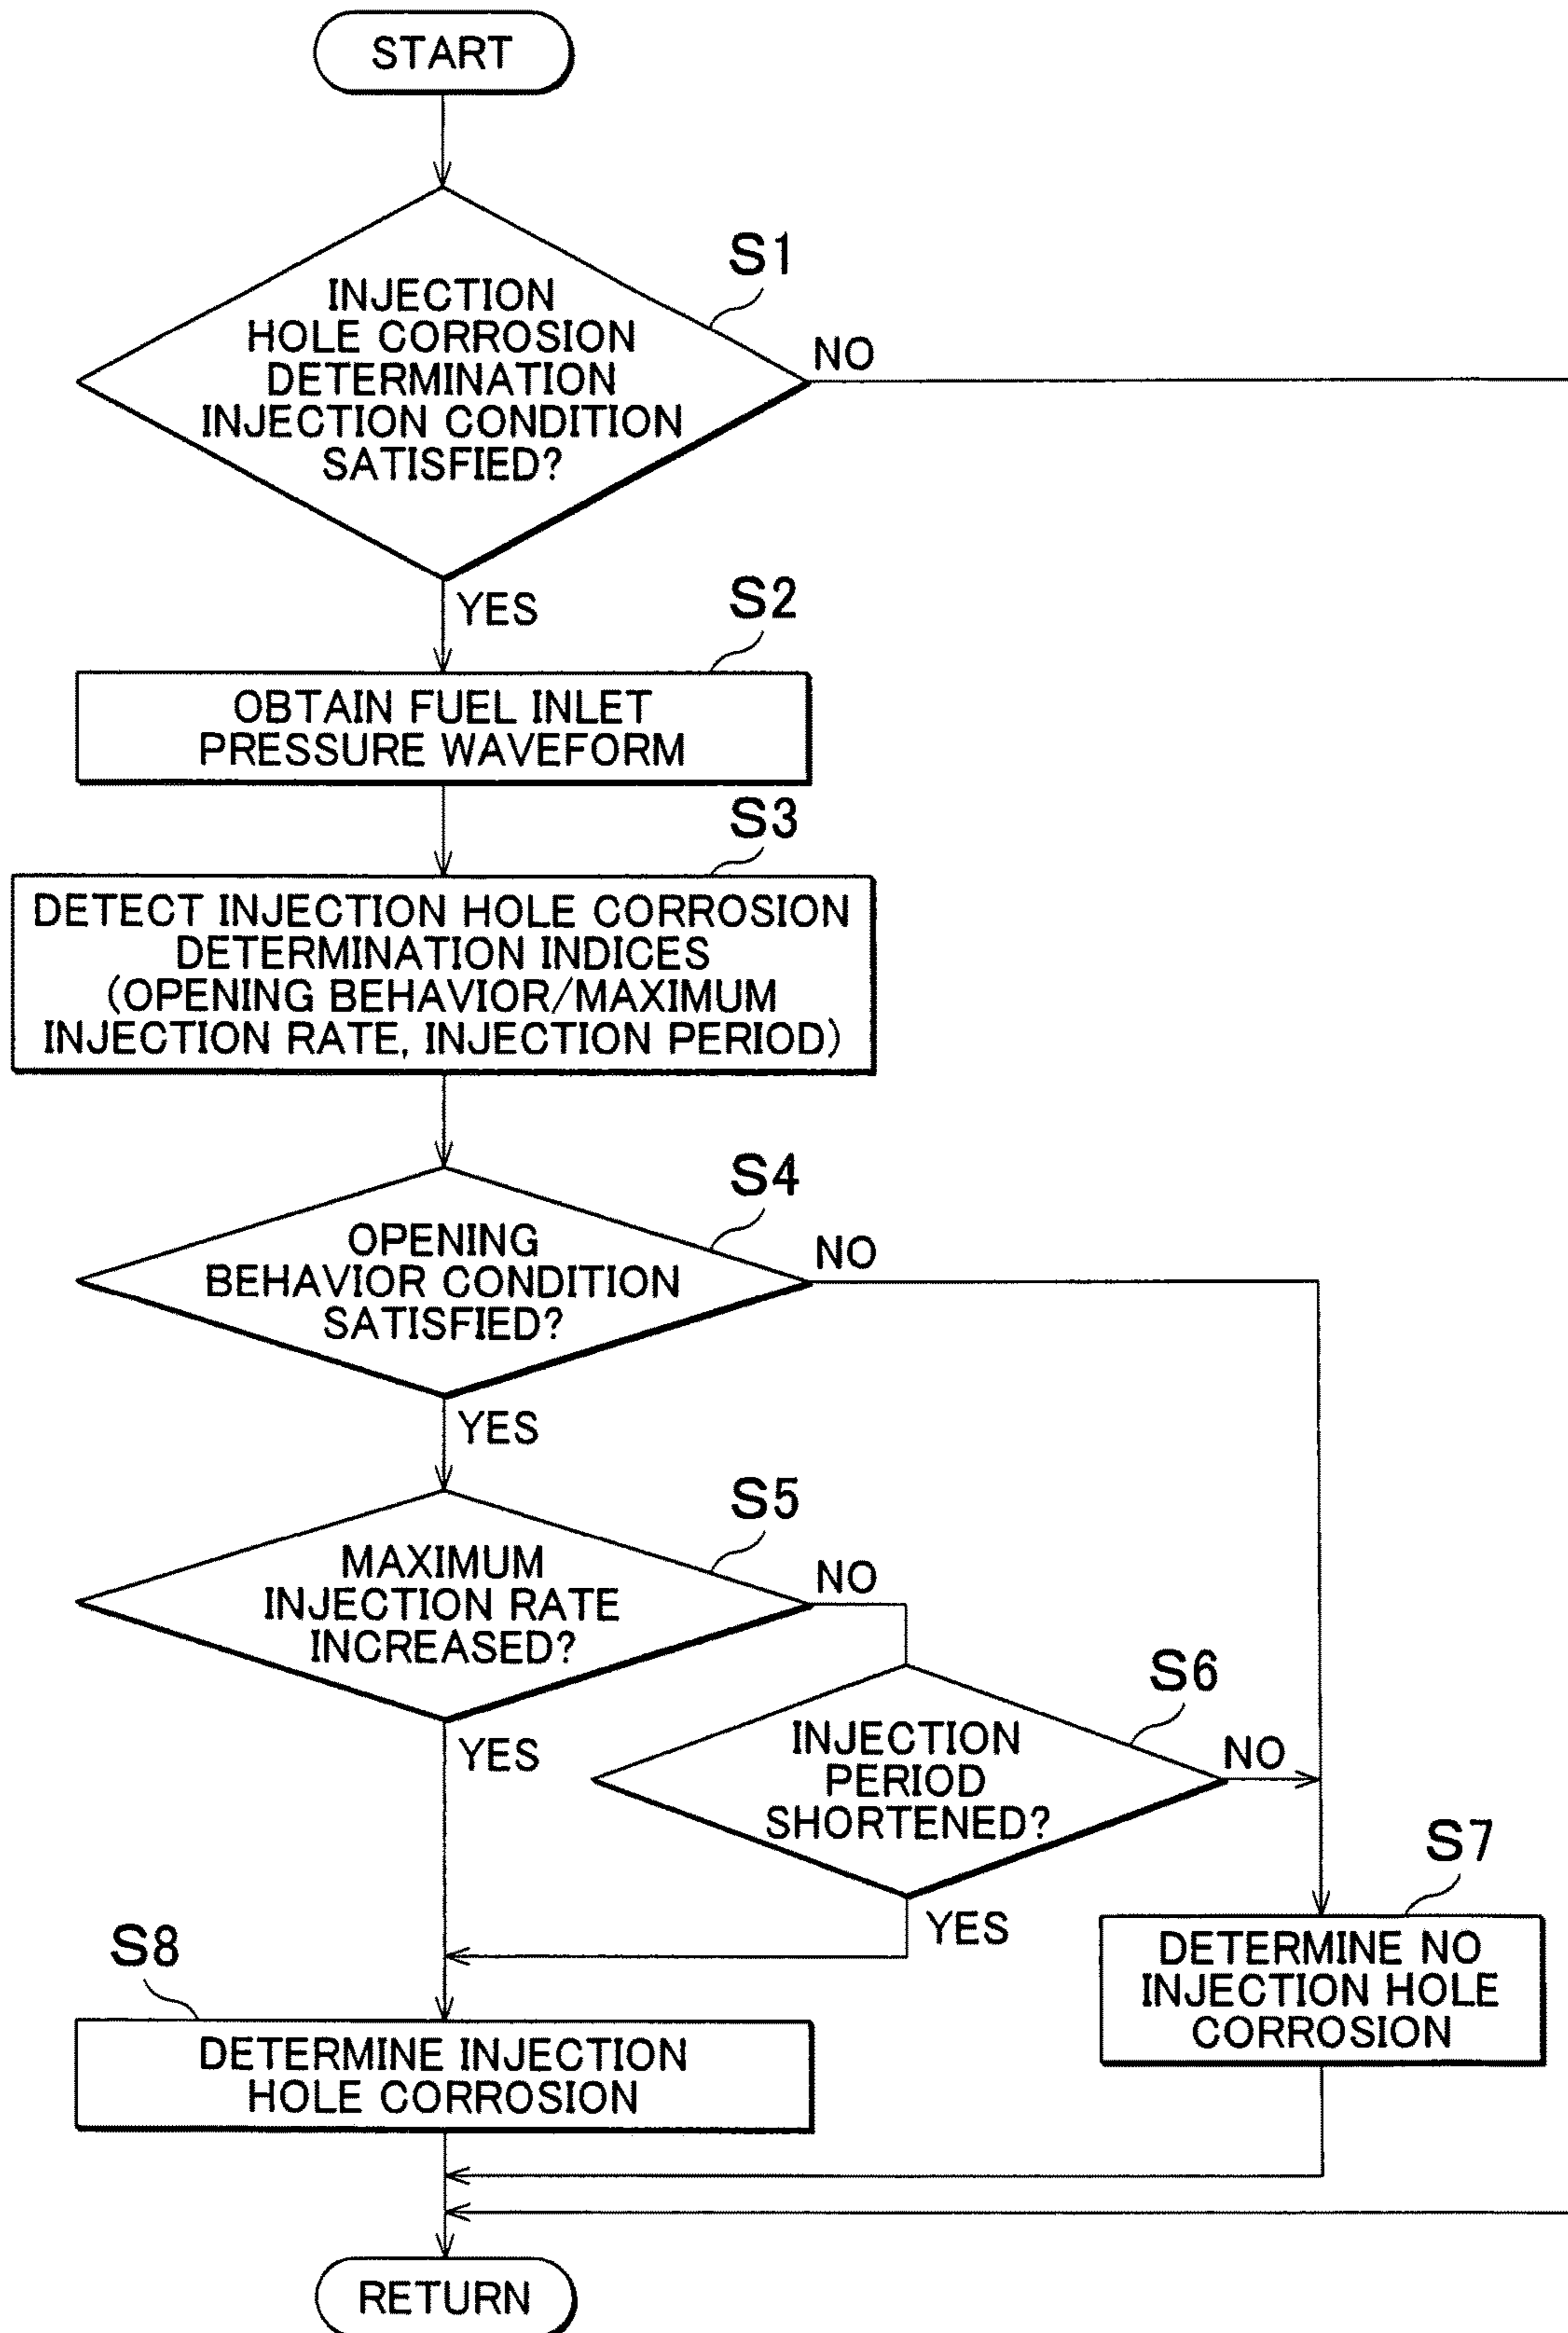 START
S1
INJECTION
HOLE CORROSION
DETERMINATION
INJECTION CONDITION
SATISFIED?
NO
YES
S2
OBTAIN FUEL INLET
PRESSURE WAVEFORM
S3
DETECT INJECTION HOLE CORROSION
DETERMINATION INDICES
(OPENING BEHAVIOR/MAXIMUM
INJECTION RATE, INJECTION PERIOD)
S4
OPENING
BEHAVIOR CONDITION
SATISFIED?
NO
YES
S5
MAXIMUM
INJECTION RATE
INCREASED?
NO
YES
S6
INJECTION
PERIOD
SHORTENED?
NO
YES
S7
DETERMINE NO
INJECTION HOLE
CORROSION
S8
DETERMINE INJECTION
HOLE CORROSION
RETURN